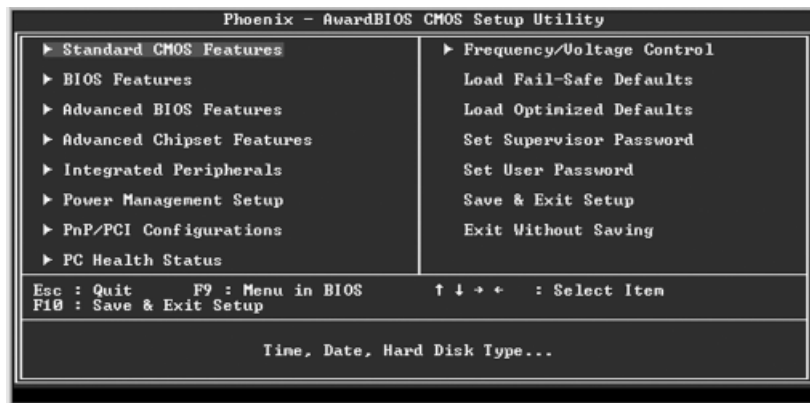 Phoenix - AwardBIOS CMOS Setup Utility
▶ Standard CMOS Features
▶ BIOS Features
▶ Advanced BIOS Features
▶ Advanced Chipset Features
▶ Integrated Peripherals
▶ Power Management Setup
▶ PnP/PCI Configurations
▶ PC Health Status
▶ Frequency/Voltage Control
Load Fail-Safe Defaults
Load Optimized Defaults
Set Supervisor Password
Set User Password
Save & Exit Setup
Exit Without Saving
Esc : Quit F9 : Menu in BIOS ↑ ↓ → ← : Select Item
F10 : Save & Exit Setup
Time, Date, Hard Disk Type...